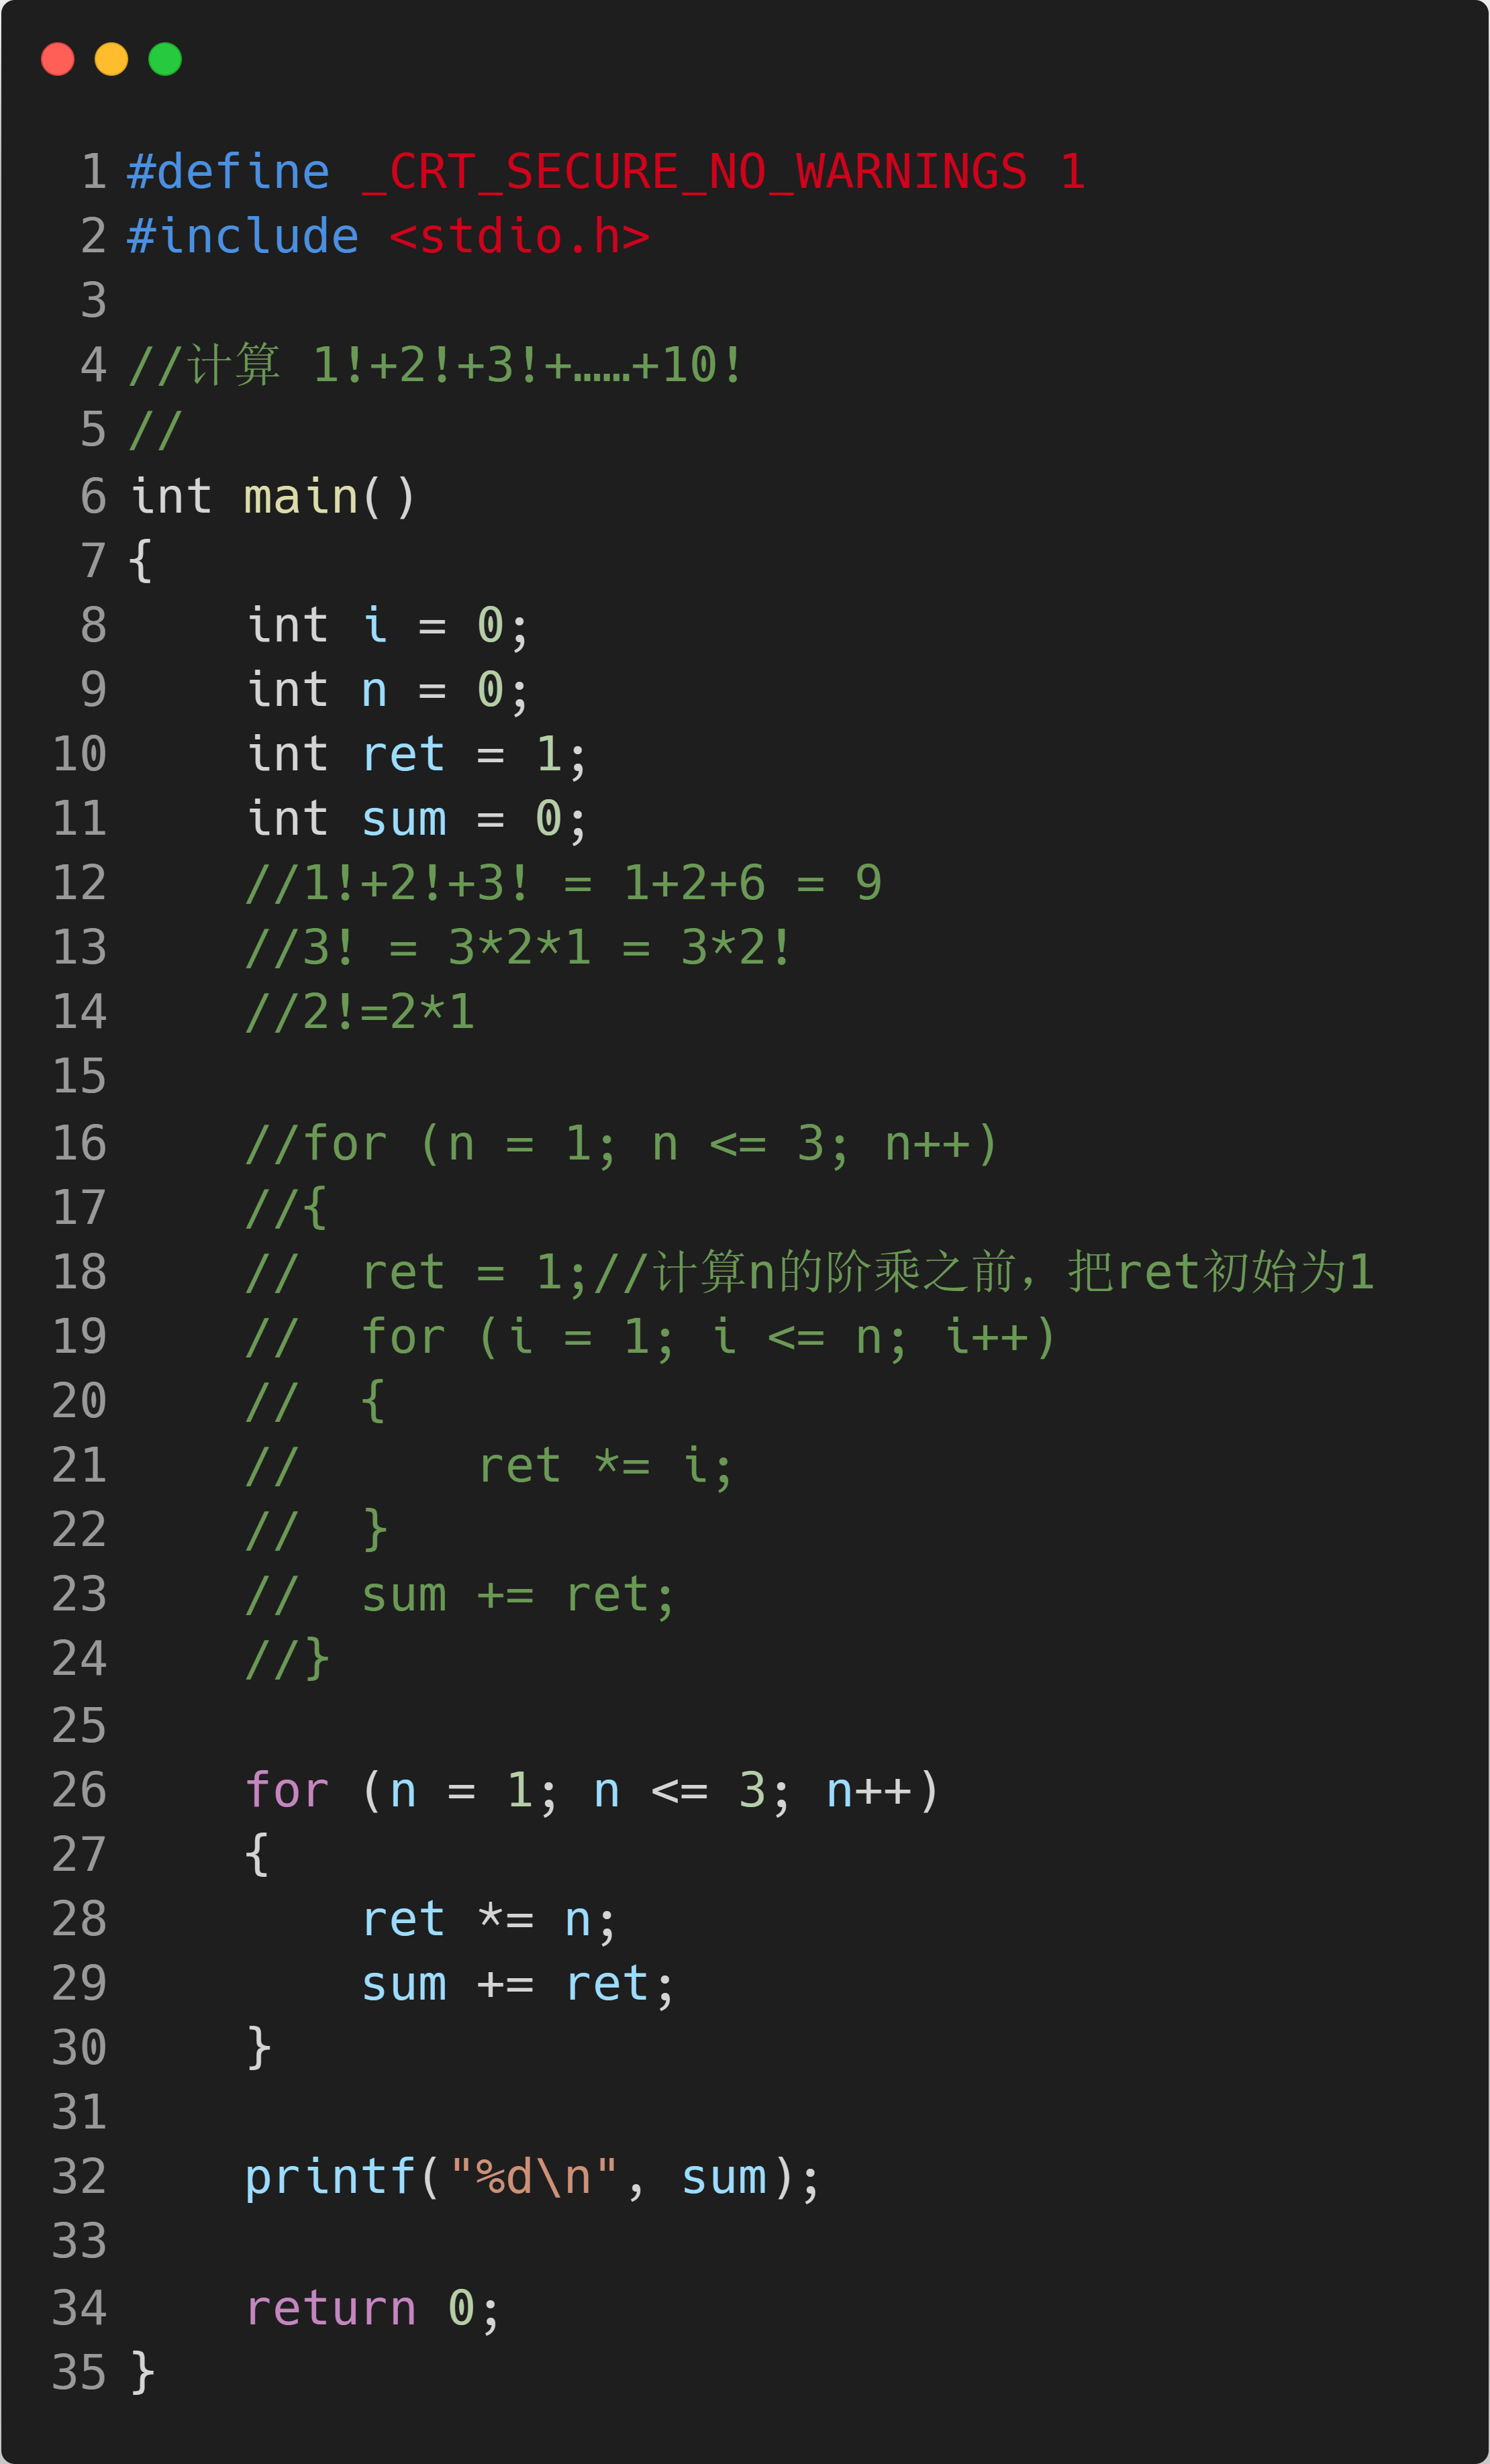 1 #define _CRT_SECURE_NO_WARNINGS 1
2 #include <stdio.h>
3
4 //计算 1!+2!+3!+……+10!
5 //
6 int main()
7 {
8     int i = 0;
9     int n = 0;
10     int ret = 1;
11     int sum = 0;
12     //1!+2!+3! = 1+2+6 = 9
13     //3! = 3*2*1 = 3*2!
14     //2!=2*1
15
16     //for (n = 1; n <= 3; n++)
17     //{
18     //  ret = 1;//计算n的阶乘之前，把ret初始为1
19     //  for (i = 1; i <= n; i++)
20     //  {
21     //      ret *= i;
22     //  }
23     //  sum += ret;
24     //}
25
26     for (n = 1; n <= 3; n++)
27     {
28         ret *= n;
29         sum += ret;
30     }
31
32     printf("%d\n", sum);
33
34     return 0;
35 }